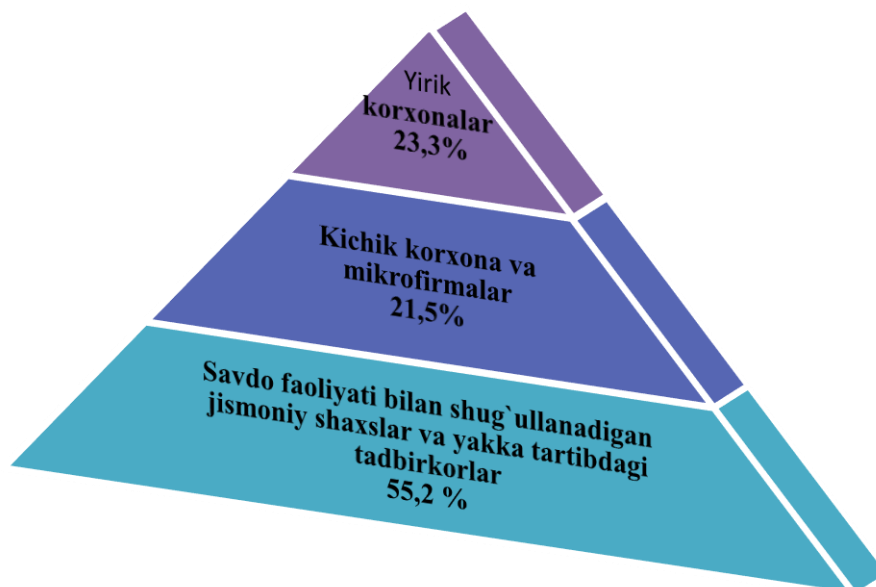 Yirik
korxonalar
23,3%
Kichik korxona va
mikrofirmalar
21,5%
Savdo faoliyati bilan shug`ullanadigan
jismoniy shaxslar va yakka tartibdagi
tadbirkorlar
55,2 %